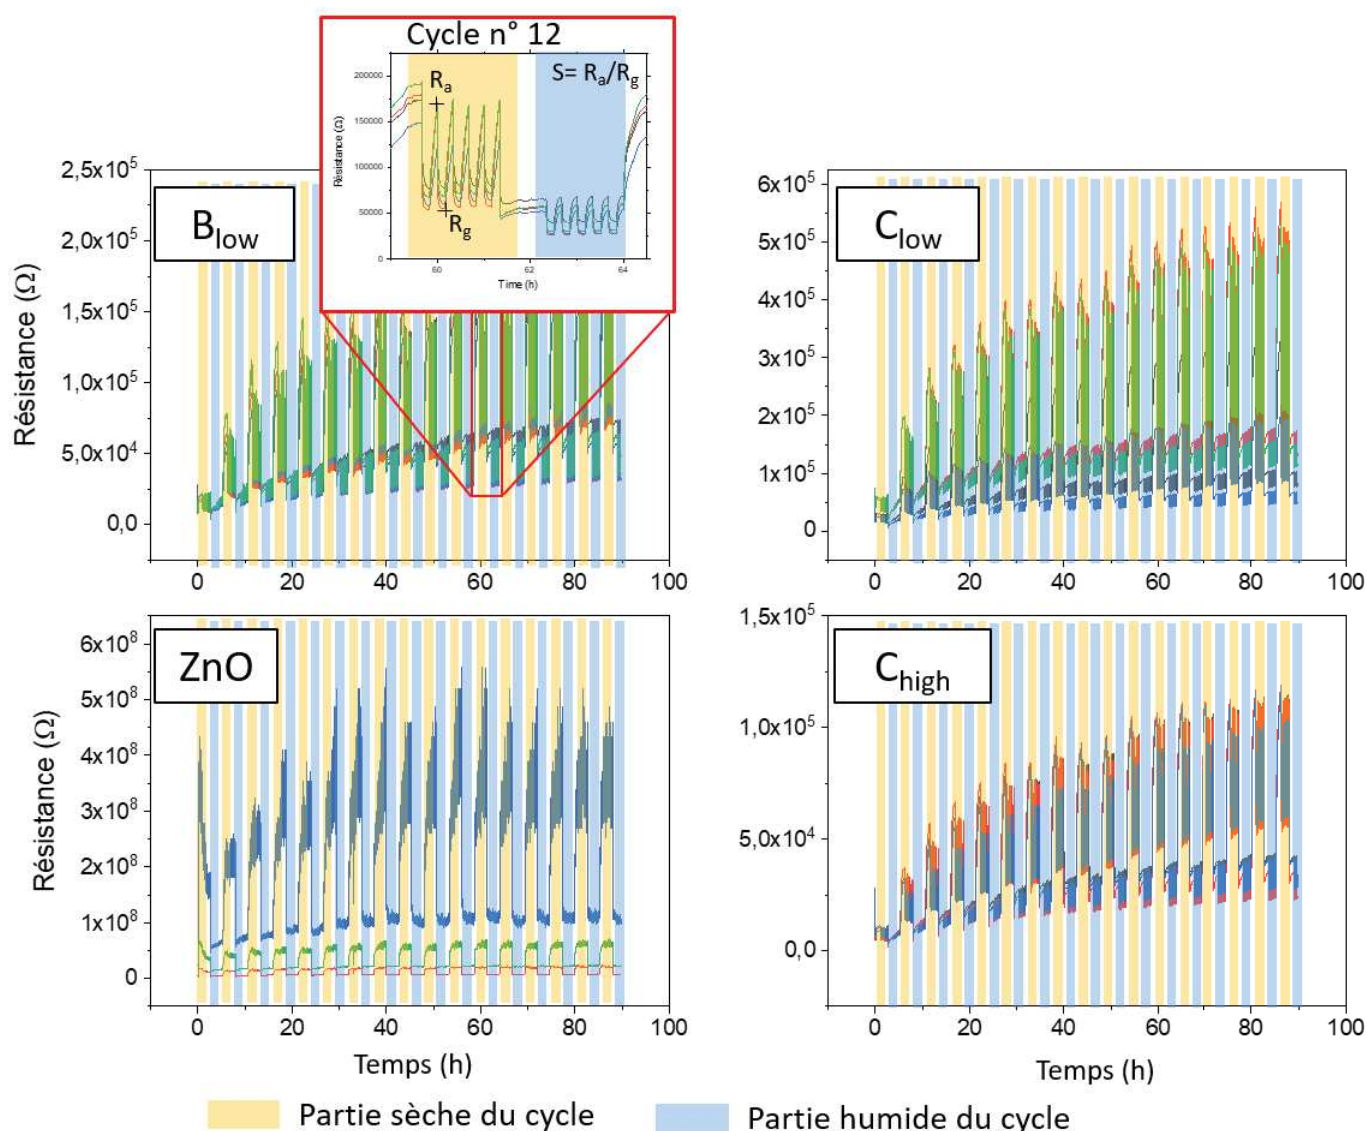 Cycle n° 12
S= Ra/Rg
Ra
Rg
200000
150000
100000
50000
0
Résistance (Ω)
60
62
64
Time (h)
Blow
2,5x10⁵
2,0x10⁵
1,5x10⁵
1,0x10⁵
5,0x10⁴
0,0
Résistance (Ω)
0
20
40
60
80
100
Clow
6x10⁵
5x10⁵
4x10⁵
3x10⁵
2x10⁵
1x10⁵
0
0
20
40
60
80
100
ZnO
6x10⁸
5x10⁸
4x10⁸
3x10⁸
2x10⁸
1x10⁸
0
Résistance (Ω)
0
20
40
60
80
100
Temps (h)
Chigh
1,5x10⁵
1,0x10⁵
5,0x10⁴
0,0
0
20
40
60
80
100
Temps (h)
Partie sèche du cycle
Partie humide du cycle